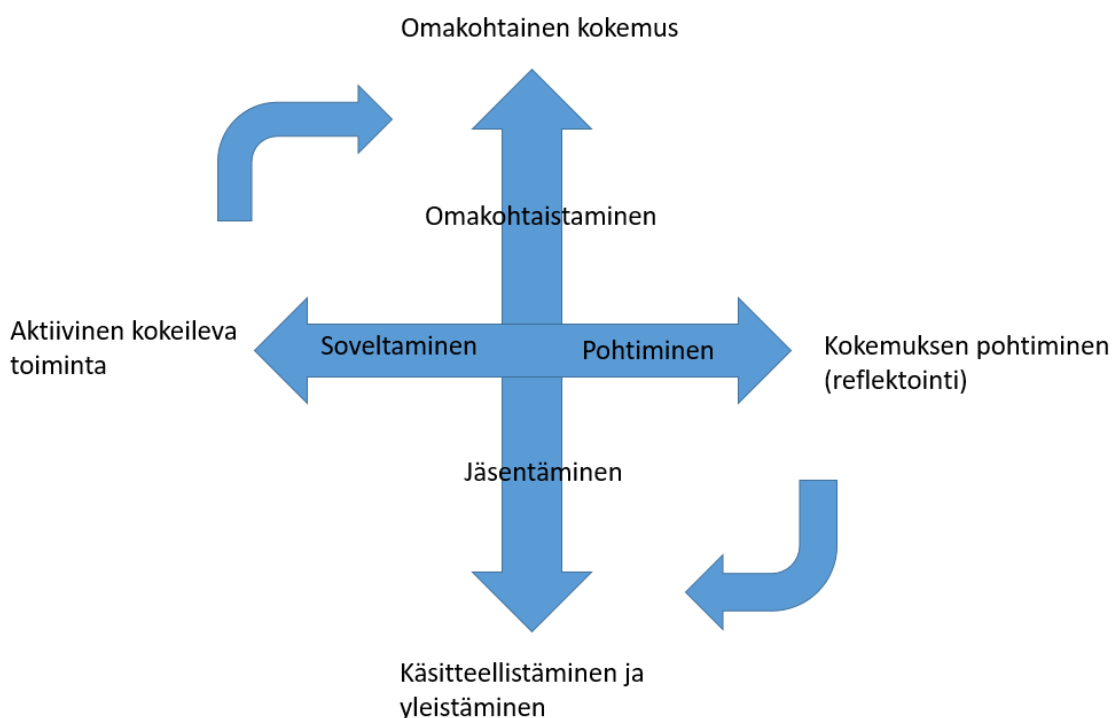 Omakohtainen kokemus
Omakohtaistaminen
Aktiivinen kokeileva
toiminta
Soveltaminen
Pohtiminen
Kokemuksen pohtiminen
(reflektointi)
Jäsentäminen
Käsitteellistäminen ja
yleistäminen